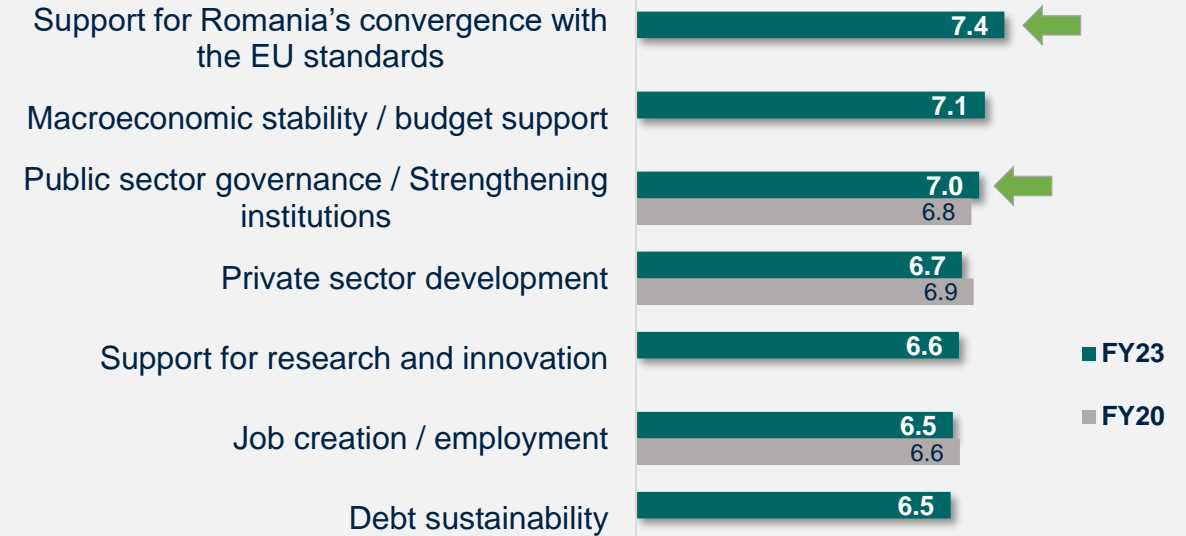 Support for Romania's convergence with
the EU standards
7.4
Macroeconomic stability / budget support
7.1
Public sector governance / Strengthening
institutions
7.0
6.8
Private sector development
6.7
6.9
Support for research and innovation
6.6
FY23
FY20
Job creation / employment
6.5
6.6
Debt sustainability
6.5